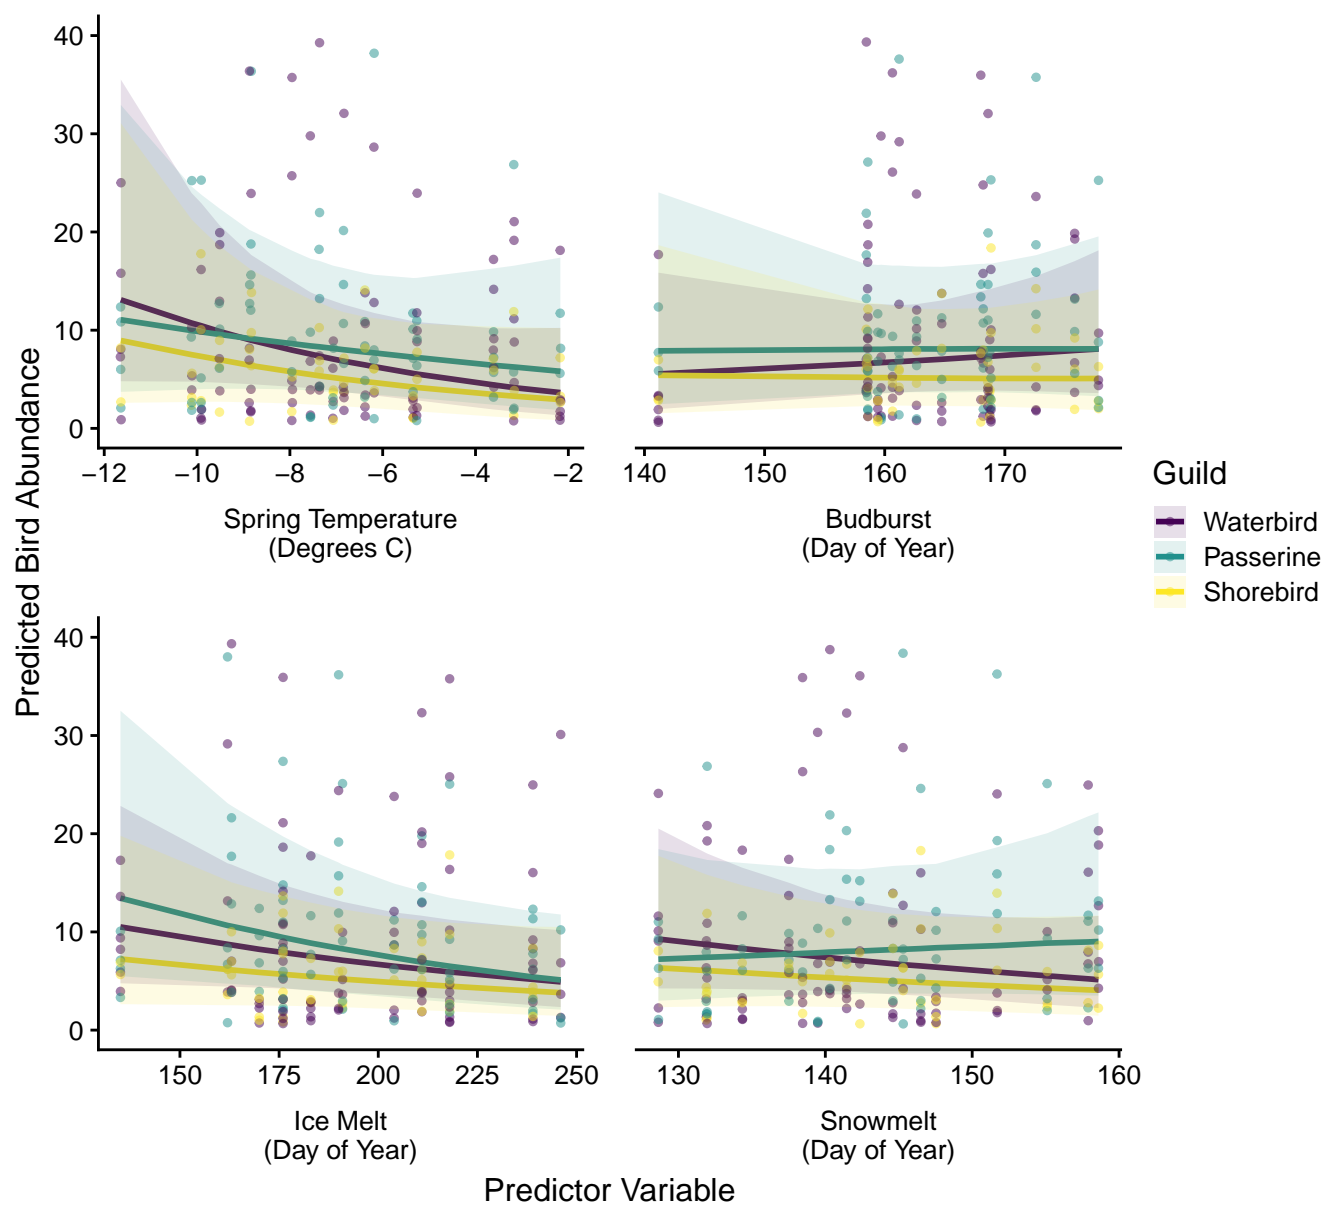 Predicted Bird Abundance
40
30
20
10
0
−12 −10 −8 −6 −4 −2
Spring Temperature
(Degrees C)
140 150 160 170
Budburst
(Day of Year)
40
30
20
10
0
150 175 200 225 250
Ice Melt
(Day of Year)
130 140 150 160
Snowmelt
(Day of Year)
Predictor Variable
Guild
Waterbird
Passerine
Shorebird